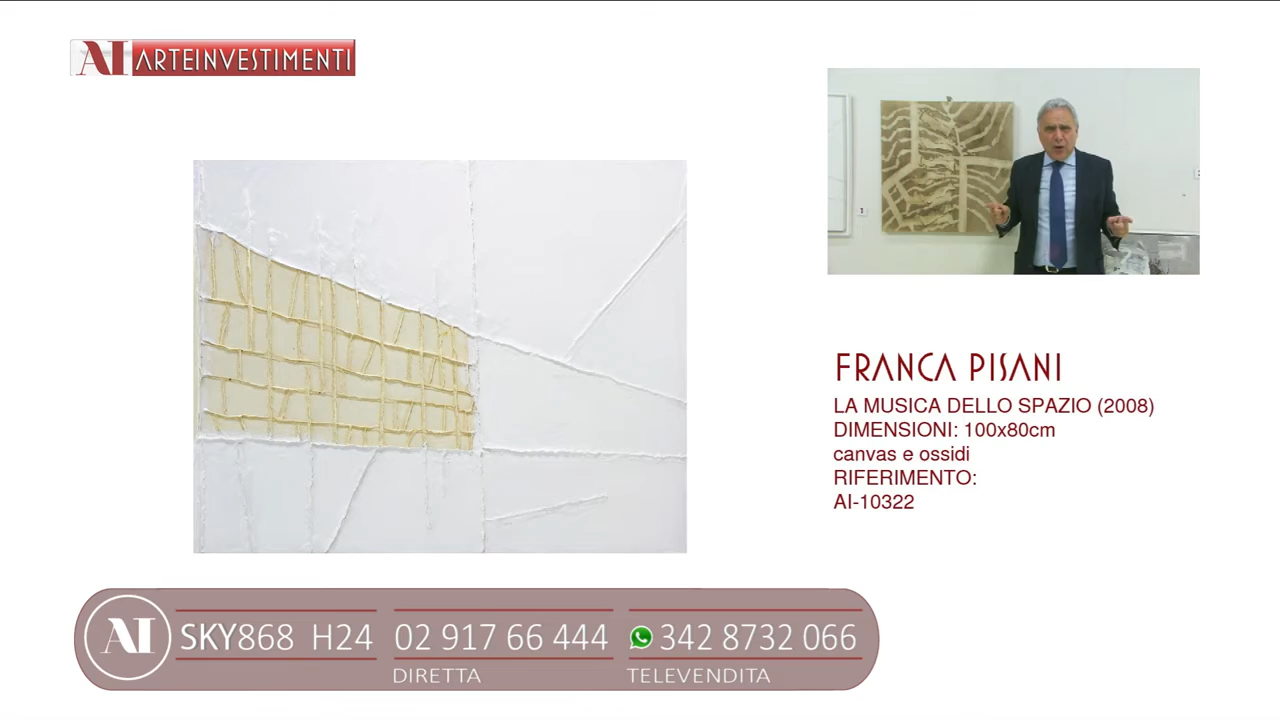 AI ARTEINVESTIMENTI
1
FRANCA PISANI
LA MUSICA DELLO SPAZIO (2008)
DIMENSIONI: 100x80cm
canvas e ossidi
RIFERIMENTO:
AI-10322
AI
SKY868 H24
02 917 66 444
342 8732 066
DIRETTA
TELEVENDITA